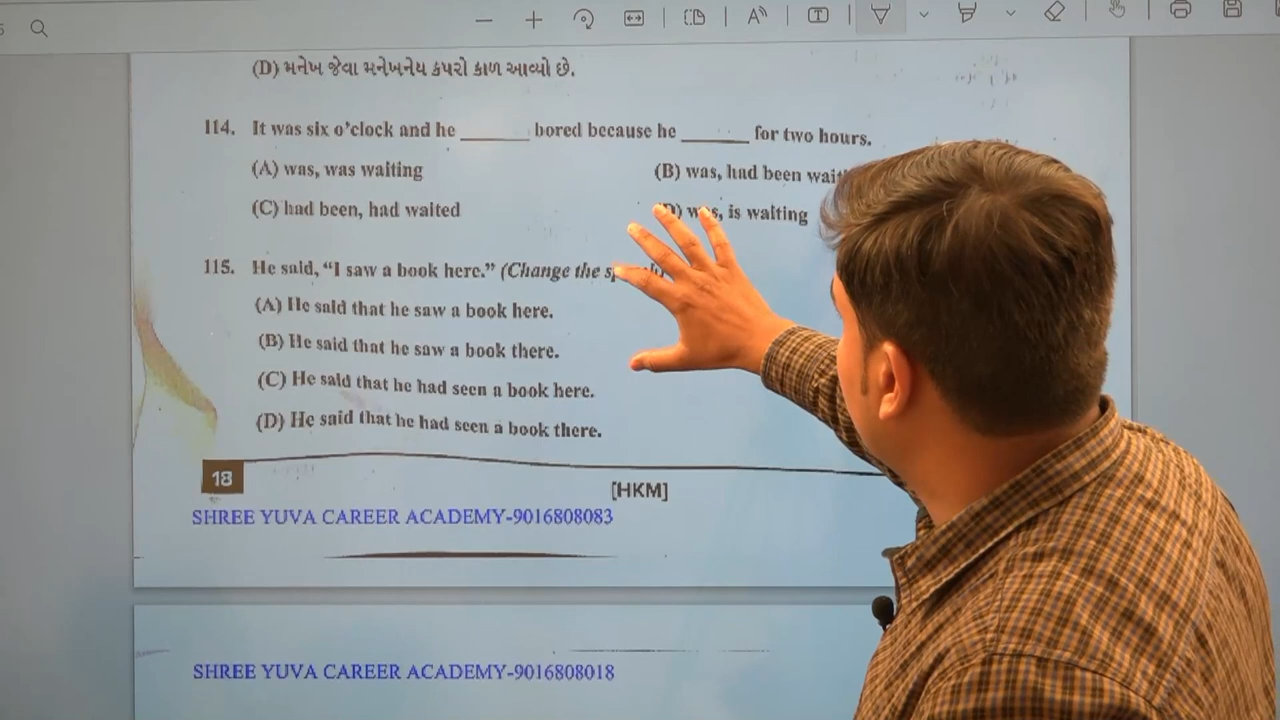 (D) મનેખ જેવા મનેખનેય કપરો કાળ આવ્યો છે.
114. It was six o’clock and he ______ bored because he ______ for two hours.
(A) was, was waiting
(B) was, had been
(C) had been, had waited
was, is waiting
115. He said, “I saw a book here.” (Change the
(A) He said that he saw a book here.
(B) He said that he saw a book there.
(C) He said that he had seen a book here.
(D) He said that he had seen a book there.
18
[HKM]
SHREE YUVA CAREER ACADEMY-9016808083
SHREE YUVA CAREER ACADEMY-9016808018